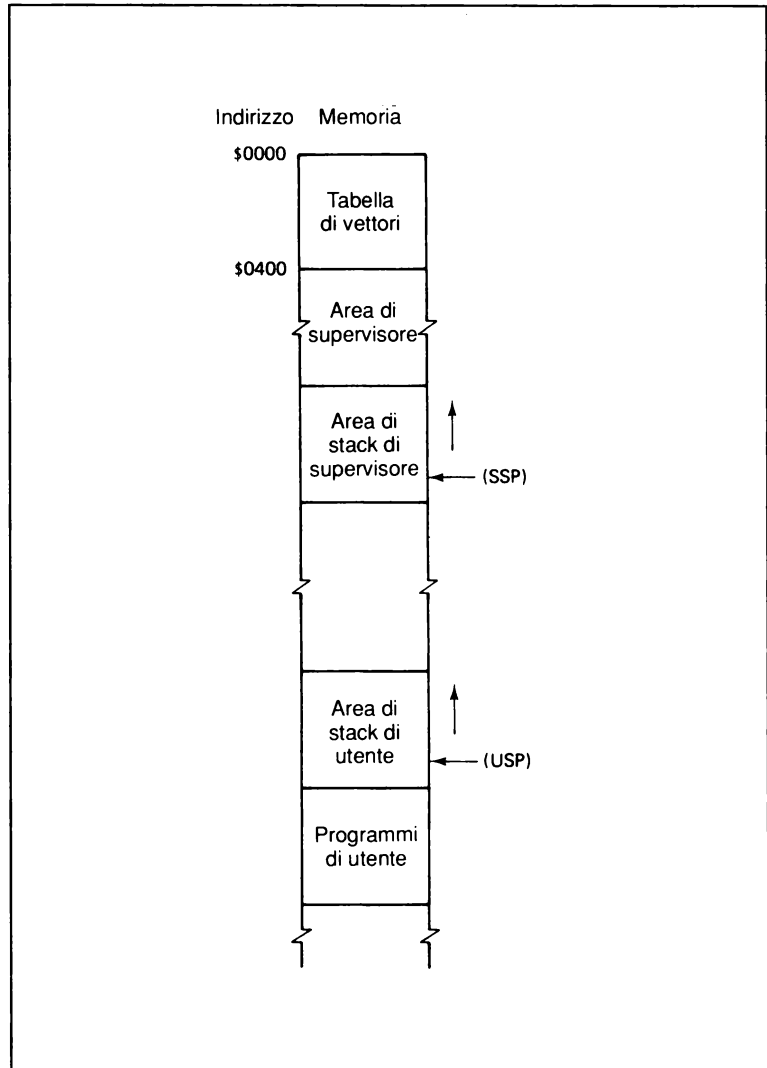 Indirizzo Memoria
$0000
Tabella
di vettori
$0400
Area di
supervisore
Area di
stack di
supervisore
(SSP)
Area di
stack di
utente
(USP)
Programmi
di utente